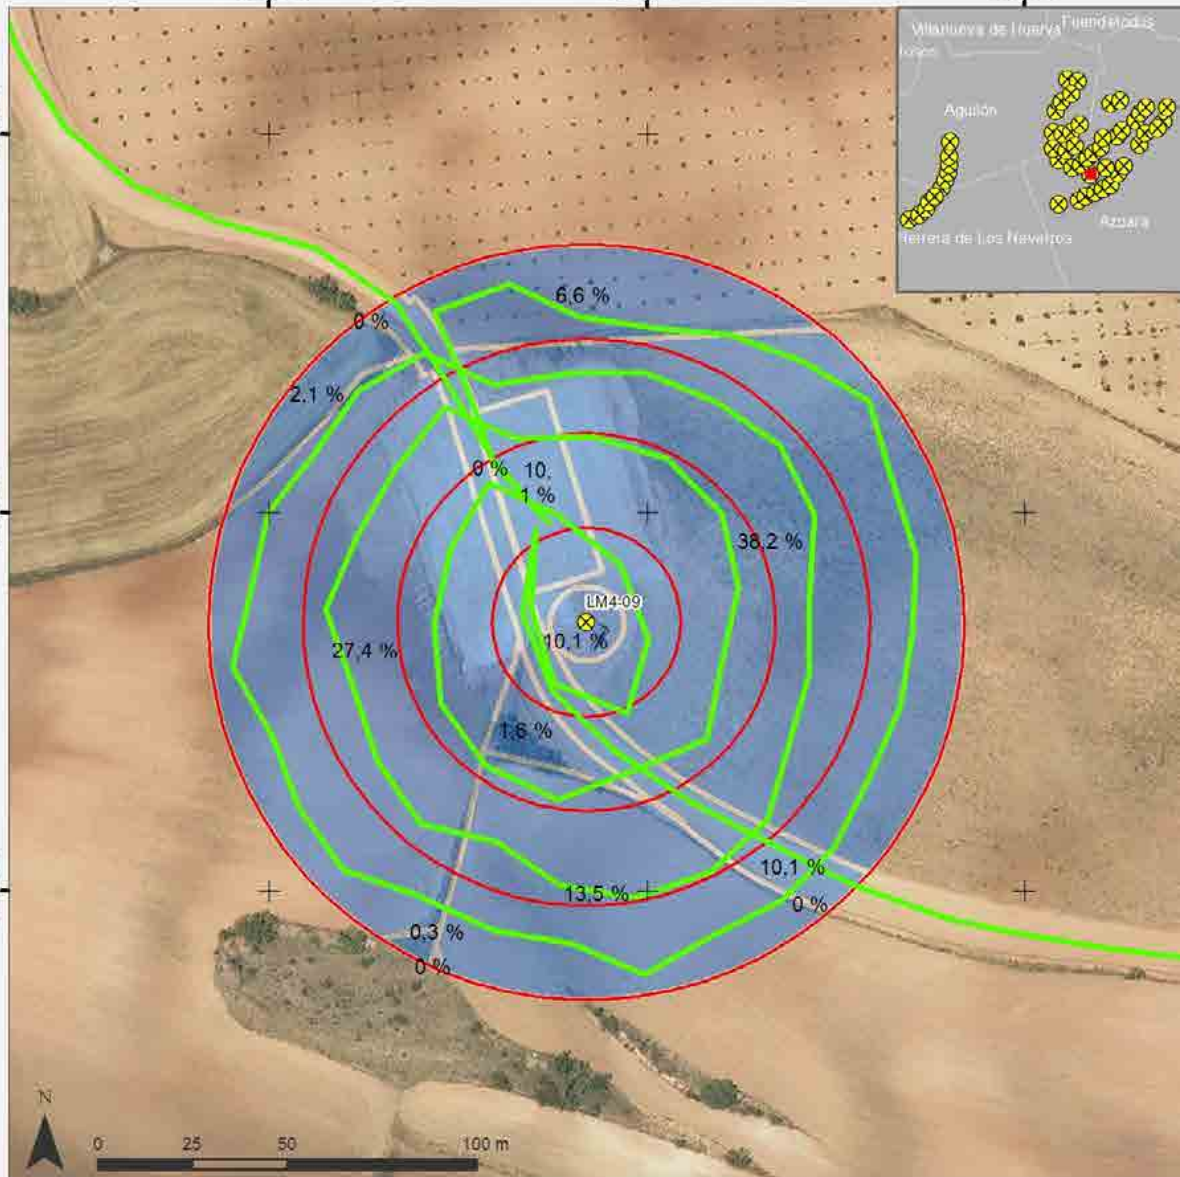 Villanueva de Huerva
Fuendetodos
Aguilón
Azuara
Herrera de Los Navarros
6,6 %
0 %
2,1 %
0 %
10,
1 %
38,2 %
LM4-09
10,1 %
27,4 %
1,6 %
10,1 %
13,5 %
0 %
0,3 %
0 %
N
0 25 50 100 m